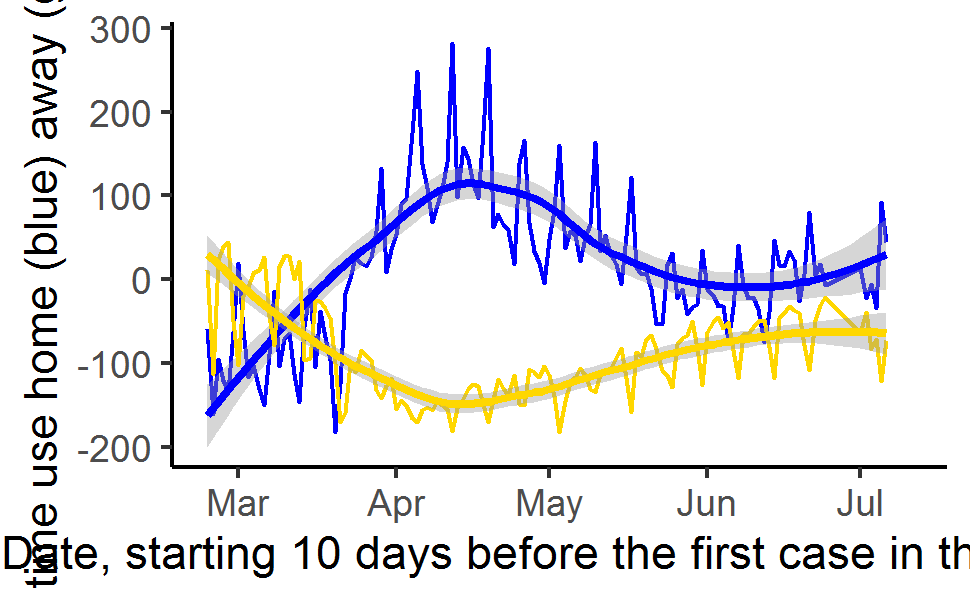 time use home (blue) away (
300
200
100
0
-100
-200
Mar Apr May Jun Jul
Date, starting 10 days before the first case in th